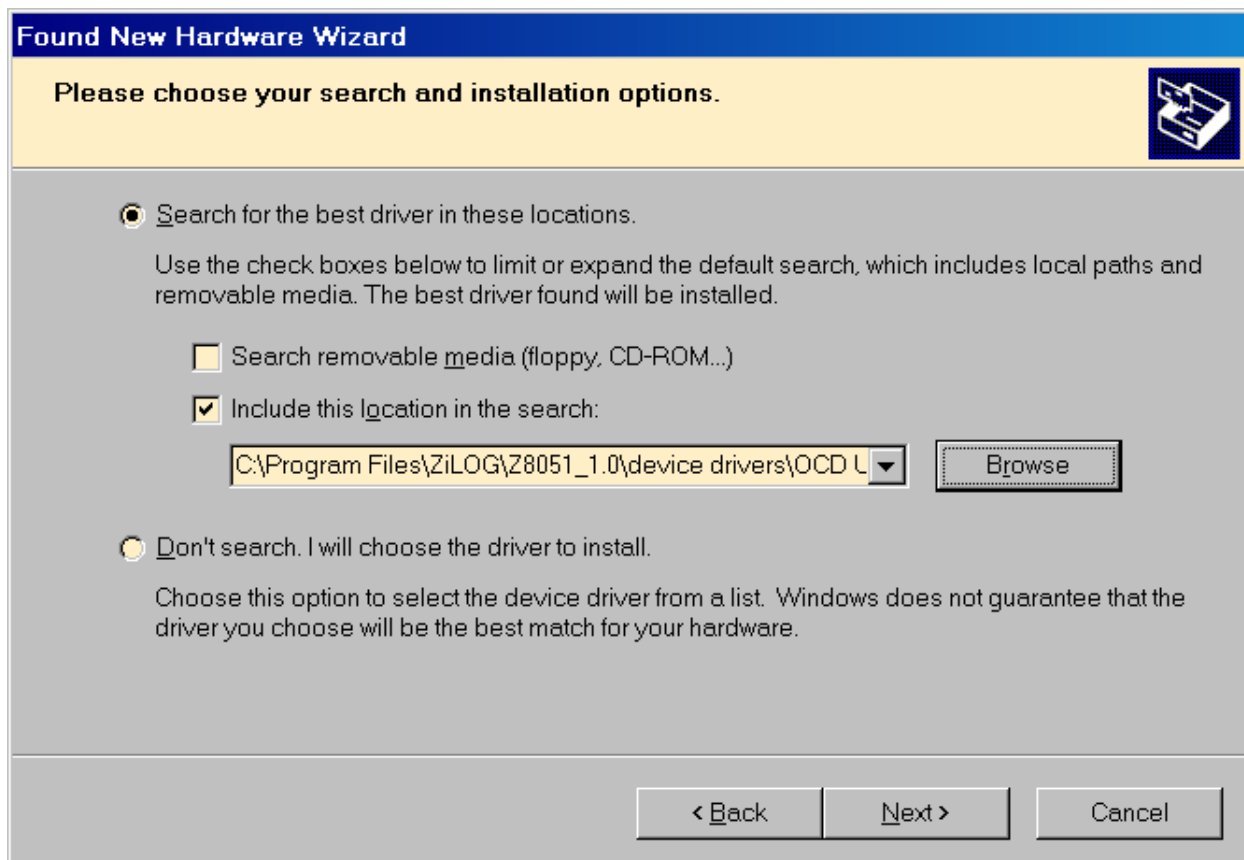 Found New Hardware Wizard
Please choose your search and installation options.
Search for the best driver in these locations.
Use the check boxes below to limit or expand the default search, which includes local paths and
removable media. The best driver found will be installed.
Search removable media (floppy, CD-ROM...)
Include this location in the search:
C:\Program Files\ZiLOG\Z8051_1.0\device drivers\OCD U
Browse
Don't search. I will choose the driver to install.
Choose this option to select the device driver from a list. Windows does not guarantee that the
driver you choose will be the best match for your hardware.
< Back Next > Cancel